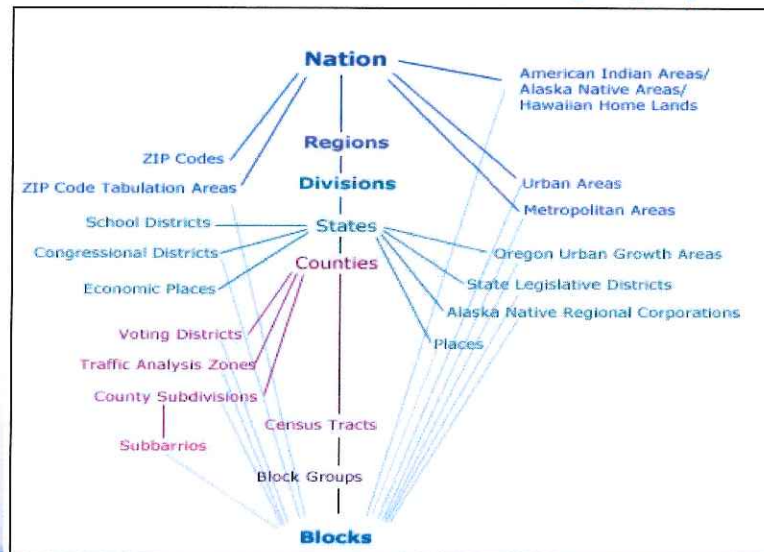 Nation
American Indian Areas/
Alaska Native Areas/
Hawaiian Home Lands
Regions
ZIP Codes
Divisions
Urban Areas
ZIP Code Tabulation Areas
Metropolitan Areas
School Districts
States
Congressional Districts
Oregon Urban Growth Areas
Counties
State Legislative Districts
Economic Places
Alaska Native Regional Corporations
Voting Districts
Places
Traffic Analysis Zones
County Subdivisions
Census Tracts
Subbarrios
Block Groups
Blocks